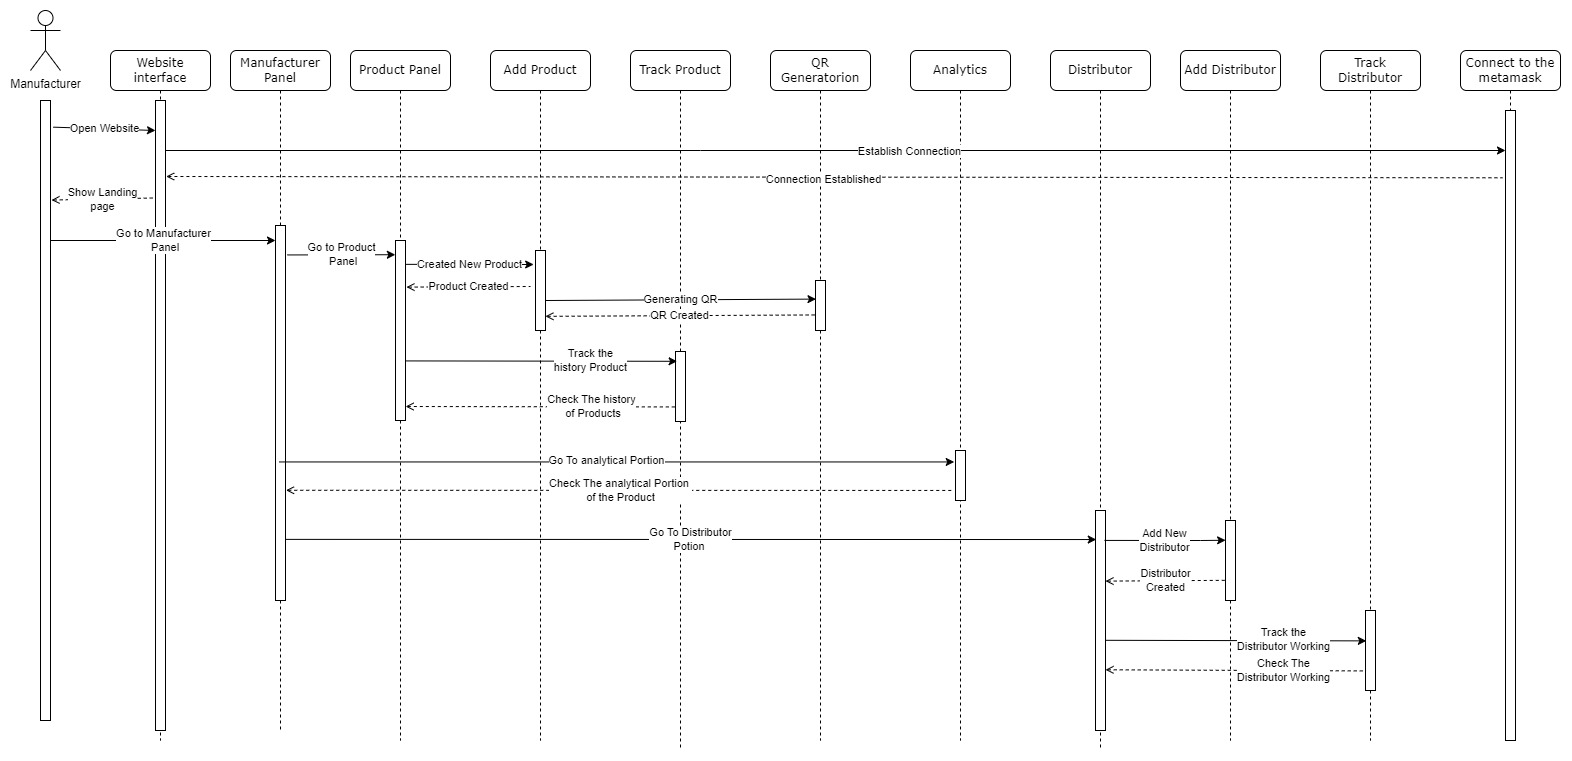 Manufacturer
Website
interface
Manufacturer
Panel
Product Panel
Add Product
Track Product
QR
Generatorion
Analytics
Distributor
Add Distributor
Track
Distributor
Connect to the
metamask
Open Website
Establish Connection
Connection Established
Show Landing
page
Go to Manufacturer
Panel
Go to Product
Panel
Created New Product
Product Created
Generating QR
QR Created
Track the
history Product
Check The history
of Products
Go To analytical Portion
Check The analytical Portion
of the Product
Go To Distributor
Potion
Add New
Distributor
Distributor
Created
Track the
Distributor Working
Check The
Distributor Working